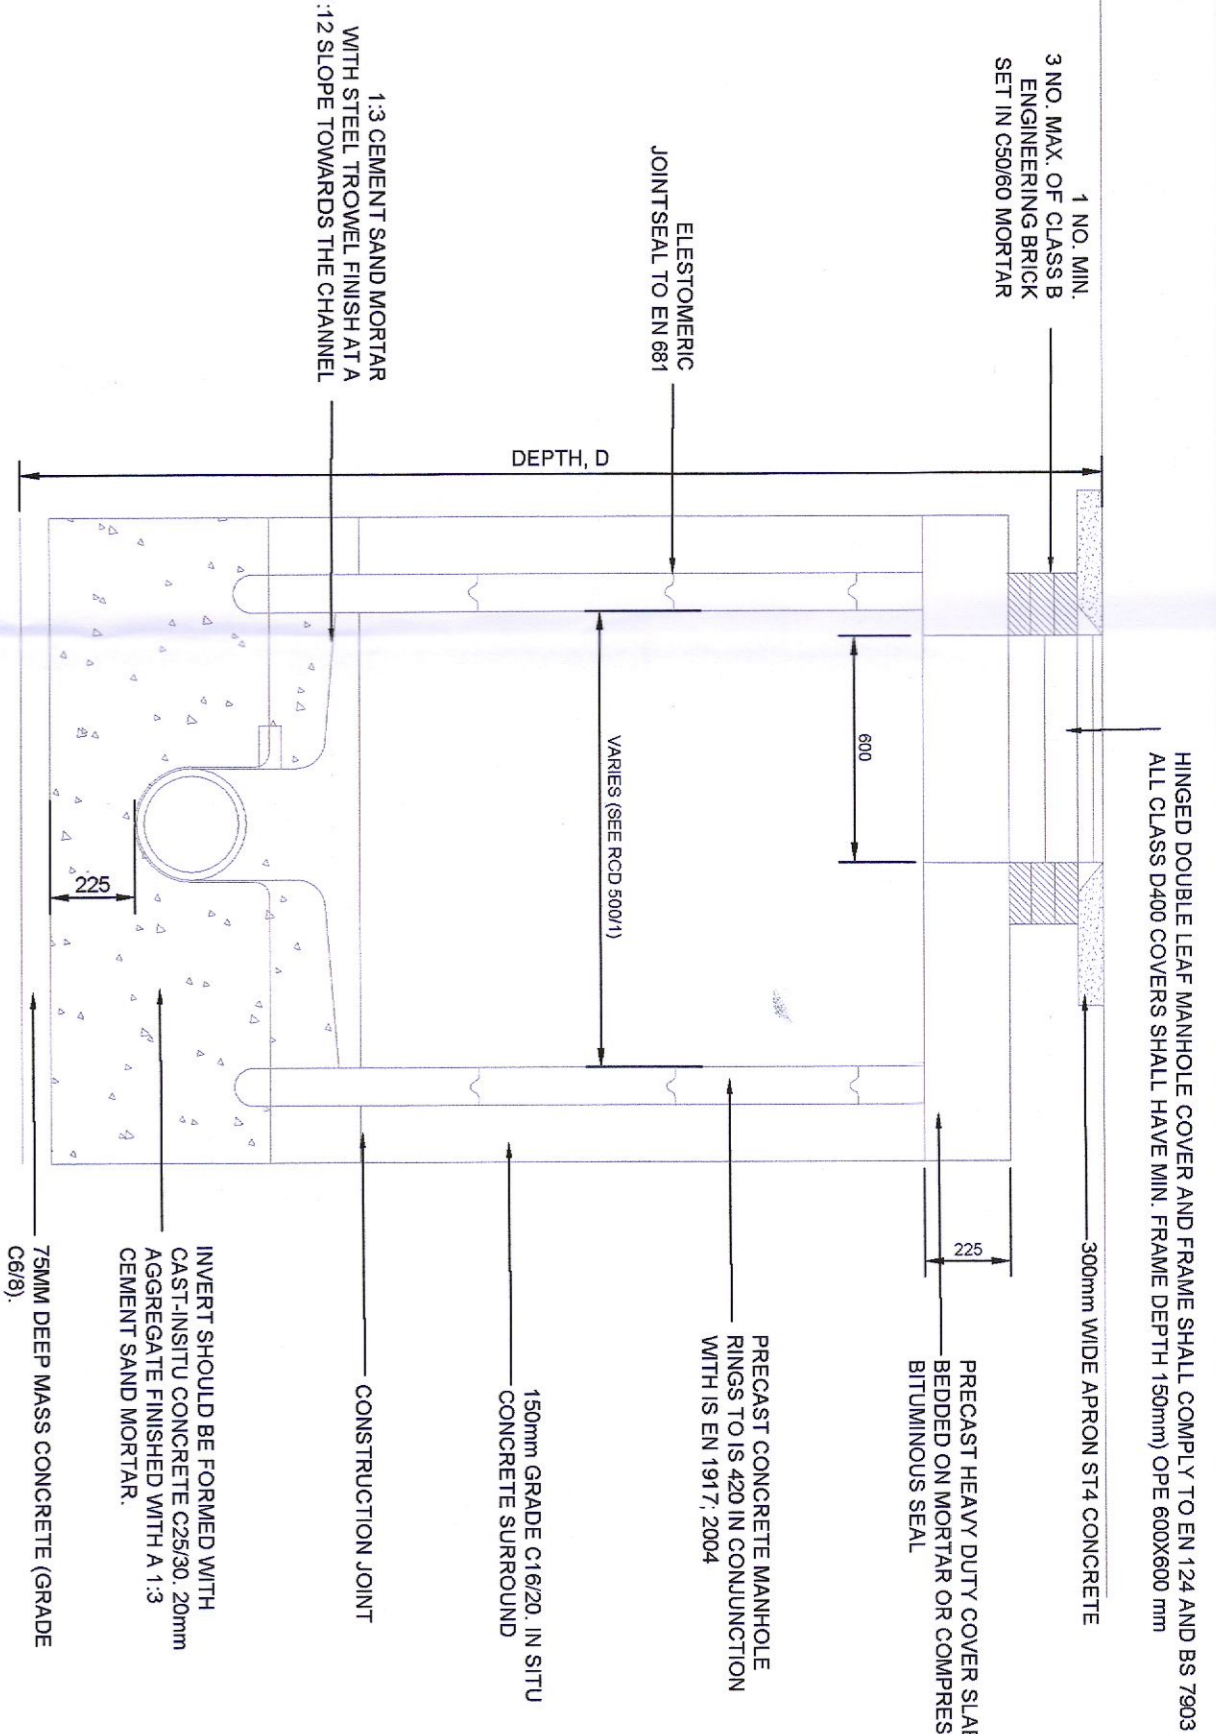 HINGED DOUBLE LEAF MANHOLE COVER AND FRAME SHALL COMPLY TO EN 124 AND BS 7903
ALL CLASS D400 COVERS SHALL HAVE MIN. FRAME DEPTH 150mm) OPE 600X600 mm
1 NO. MIN.
3 NO. MAX. OF CLASS B
ENGINEERING BRICK
SET IN C50/60 MORTAR
300mm WIDE APRON ST4 CONCRETE
PRECAST HEAVY DUTY COVER
BEDDED ON MORTAR OR
BITUMINOUS SEAL
225
600
ELESTOMERIC
JOINTSEAL TO EN 681
DEPTH, D
VARIES (SEE RCD 500/1)
PRECAST CONCRETE MANHOLE
RINGS TO IS 420 IN CONJUNCTION
WITH IS EN 1917; 2004
150mm GRADE C16/20. IN SITU
CONCRETE SURROUND
CONSTRUCTION JOINT
1:3 CEMENT SAND MORTAR
WITH STEEL TROWEL FINISH AT A
:12 SLOPE TOWARDS THE CHANNEL
225
INVERT SHOULD BE FORMED WITH
CAST-INSITU CONCRETE C25/30. 20mm
AGGREGATE FINISHED WITH A 1:3
CEMENT SAND MORTAR.
75MM DEEP MASS CONCRETE (GRADE
C6/8).